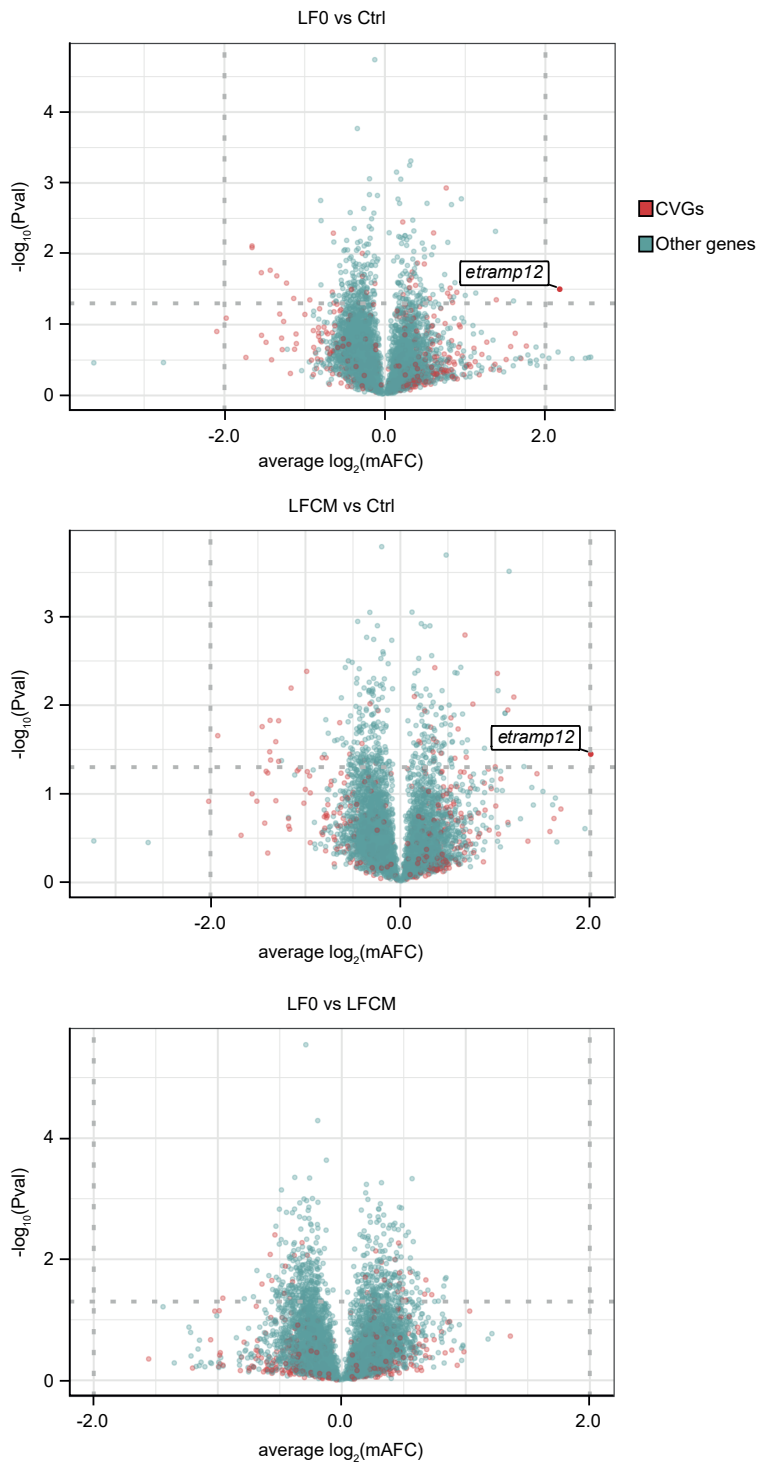 LF0 vs Ctrl
4
3
2
1
0
-log10(Pval)
etramp12
CVGs
Other genes
-2.0 0.0 2.0
average log2(mAFC)
LFCM vs Ctrl
3
2
1
0
-log10(Pval)
etramp12
-2.0 0.0 2.0
average log2(mAFC)
LF0 vs LFCM
4
2
0
-log10(Pval)
-2.0 0.0 2.0
average log2(mAFC)